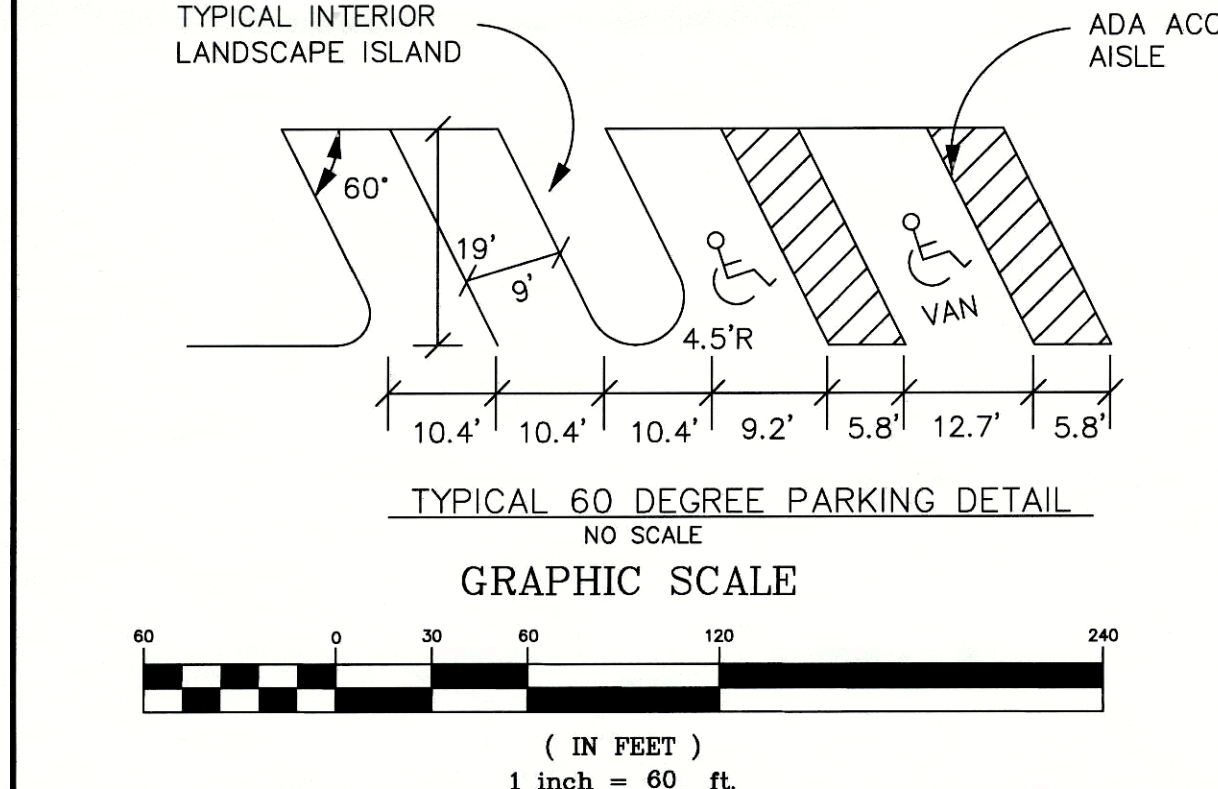 TYPICAL INTERIOR
LANDSCAPE ISLAND
ADA
AISLE
60°
19'
9'
4.5'R
VAN
10.4' 10.4' 10.4' 9.2' 5.8' 12.7' 5.8'
TYPICAL 60 DEGREE PARKING DETAIL
NO SCALE
GRAPHIC SCALE
60 0 30 60 120 240
( IN FEET )
1 inch = 60 ft.